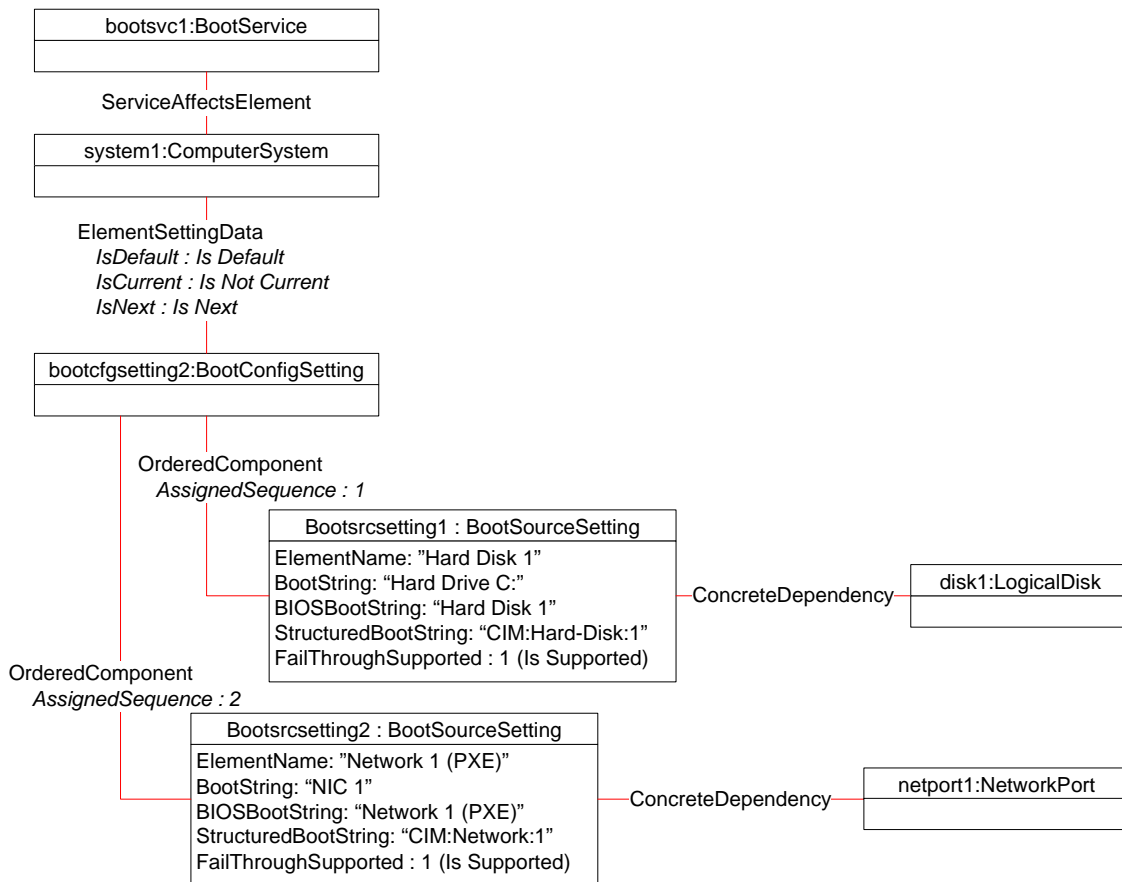 bootsvc1:BootService
ServiceAffectsElement
system1:ComputerSystem
ElementSettingData
IsDefault : Is Default
IsCurrent : Is Not Current
IsNext : Is Next
bootcfgsetting2:BootConfigSetting
OrderedComponent
AssignedSequence : 1
Bootsrcsetting1 : BootSourceSetting
ElementName: ”Hard Disk 1”
BootString: “Hard Drive C:”
BIOSBootString: “Hard Disk 1”
StructuredBootString: “CIM:Hard-Disk:1”
FailThroughSupported : 1 (Is Supported)
ConcreteDependency
disk1:LogicalDisk
OrderedComponent
AssignedSequence : 2
Bootsrcsetting2 : BootSourceSetting
ElementName: ”Network 1 (PXE)”
BootString: “NIC 1”
BIOSBootString: “Network 1 (PXE)”
StructuredBootString: “CIM:Network:1”
FailThroughSupported : 1 (Is Supported)
ConcreteDependency
netport1:NetworkPort